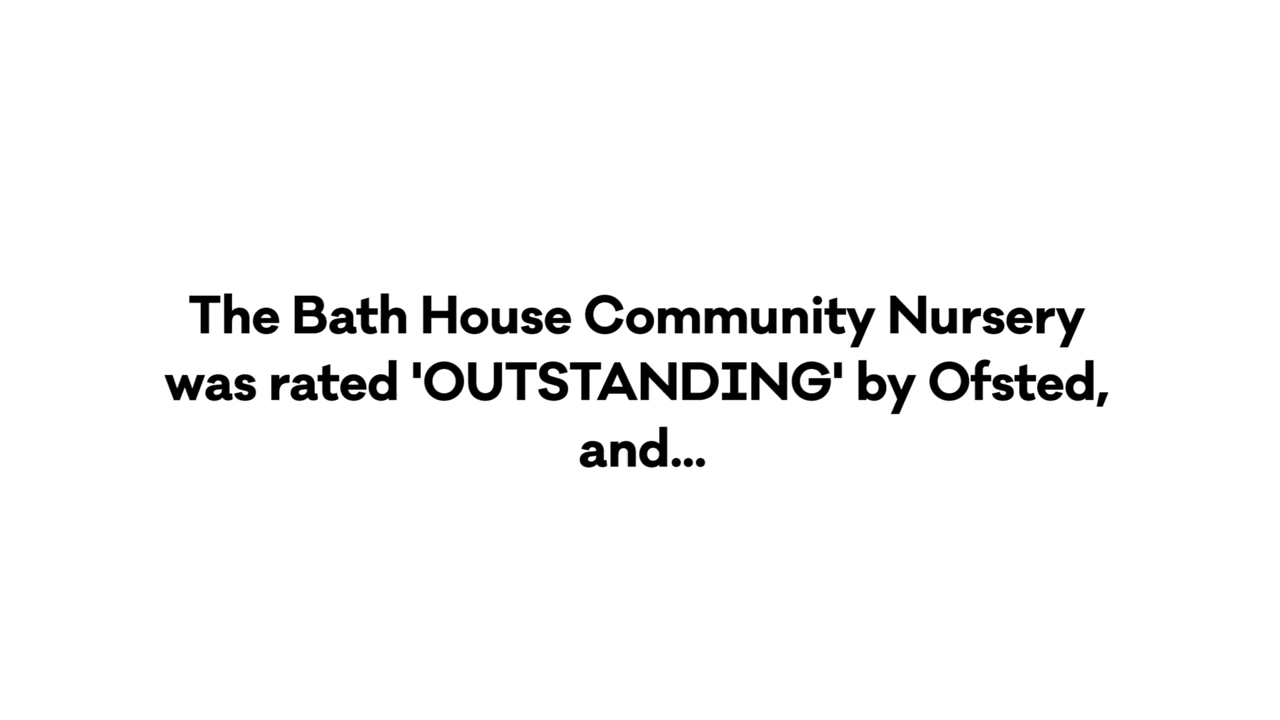 The Bath House Community Nursery
was rated 'OUTSTANDING' by Ofsted,
and...